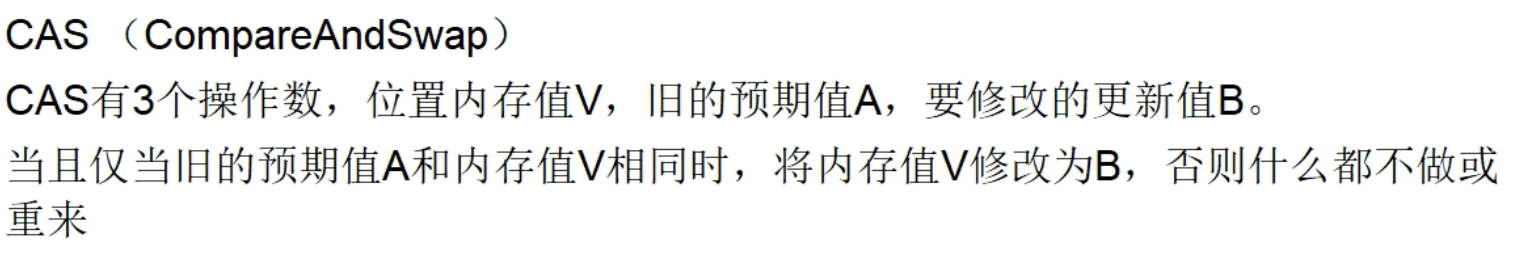 CAS （CompareAndSwap）
CAS有3个操作数，位置内存值V，旧的预期值A，要修改的更新值B。
当且仅当旧的预期值A和内存值V相同时，将内存值V修改为B，否则什么都不做或
重来